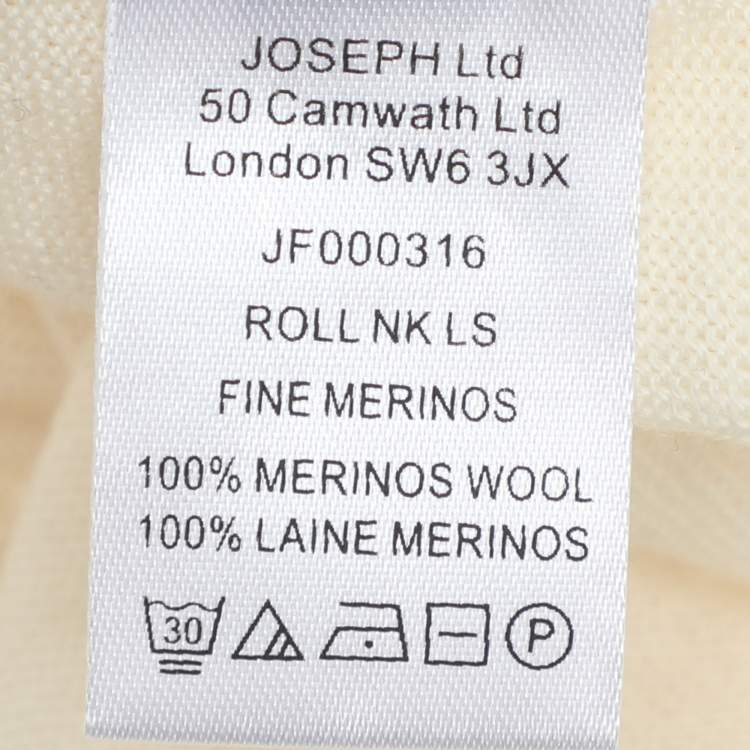 JOSEPH Ltd
50 Camwath Ltd
London SW6 3JX
JF000316
ROLL NK LS
FINE MERINOS
100% MERINOS WOOL
100% LAINE MERINOS
30 P